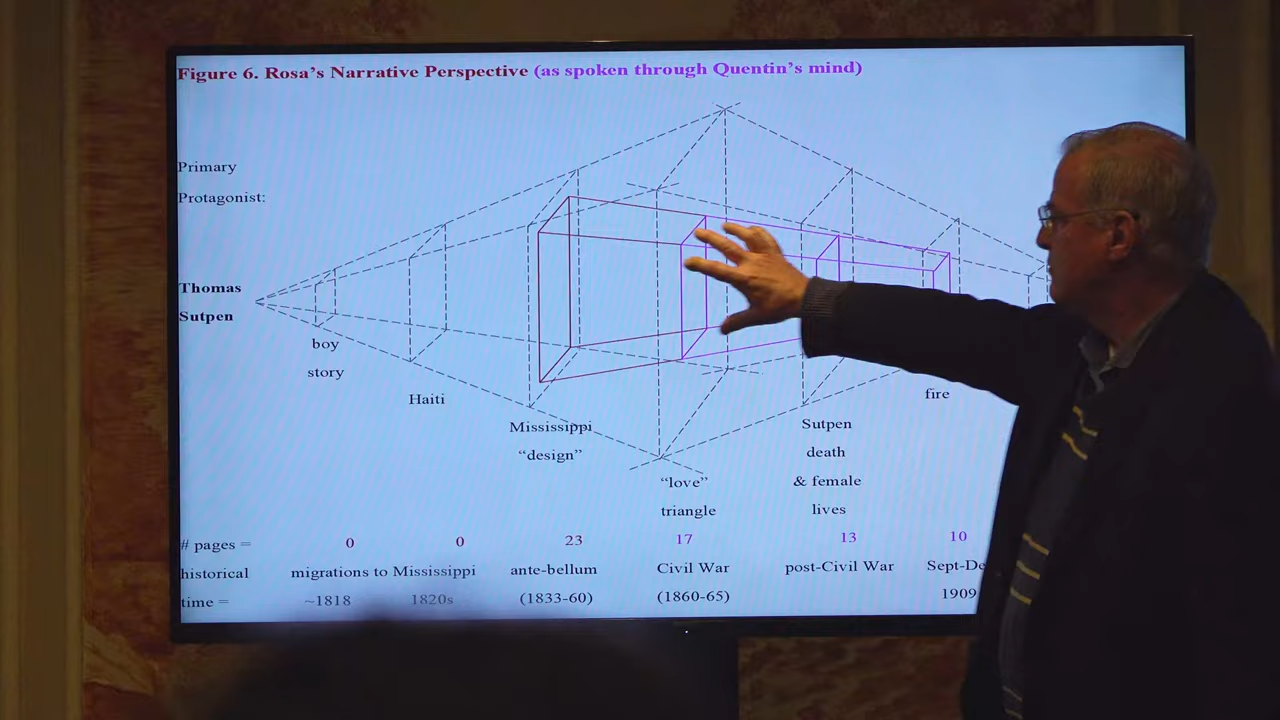 Figure 6. Rosa's Narrative Perspective (as spoken through Quentin's mind)
Primary
Protagonist:
Thomas
Sutpen
boy
story
Haiti
Mississippi
“design”
“love”
triangle
Sutpen
death
& female
lives
fire
# pages = 0 0 23 17 13 10
historical migrations to Mississippi ante-bellum Civil War post-Civil War Sept-De
time = ~1818 1820s (1833-60) (1860-65) 1909